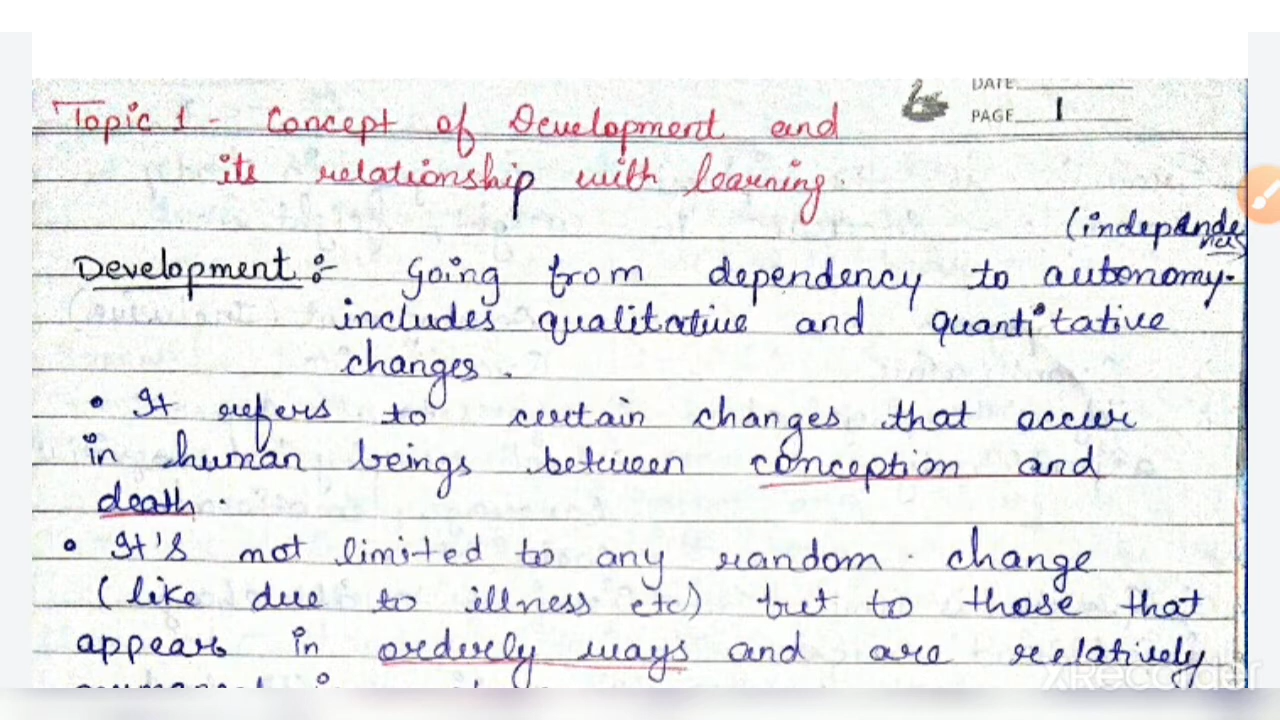 DATE
PAGE 1
Topic 1 - Concept of Development and
its relationship with learning.
(independe
nce)
Development :- Going from dependency to autonomy.
includes qualitative and quantitative
changes.
• It refers to certain changes that occur
in human beings between conception and
death.
• It's not limited to any random change
(like due to illness etc) but to those that
appears in orderly ways and are relatively
XRecorder